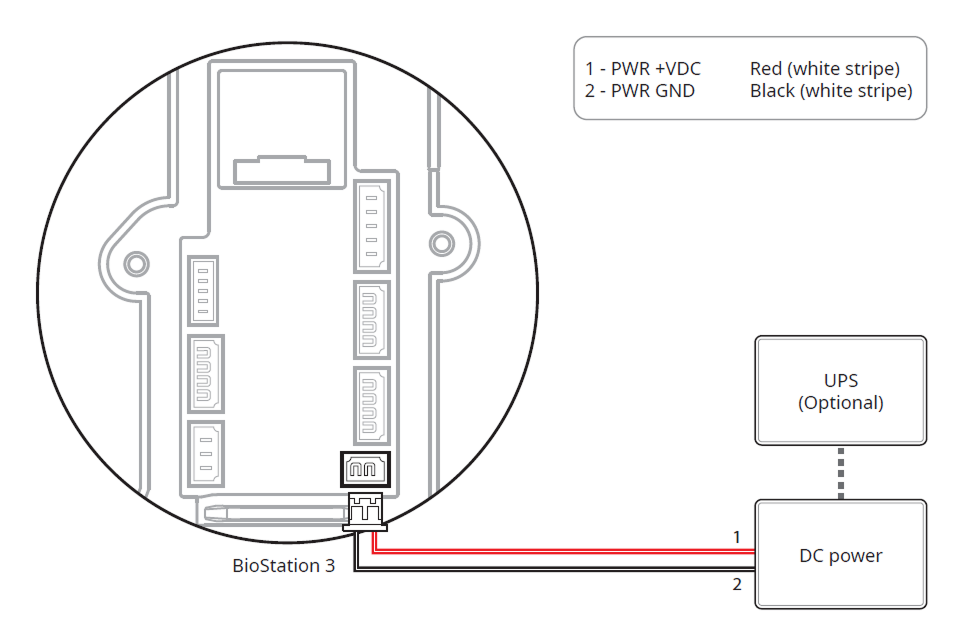 1 - PWR +VDC Red (white stripe)
2 - PWR GND Black (white stripe)
UPS
(Optional)
1
DC power
BioStation 3
2